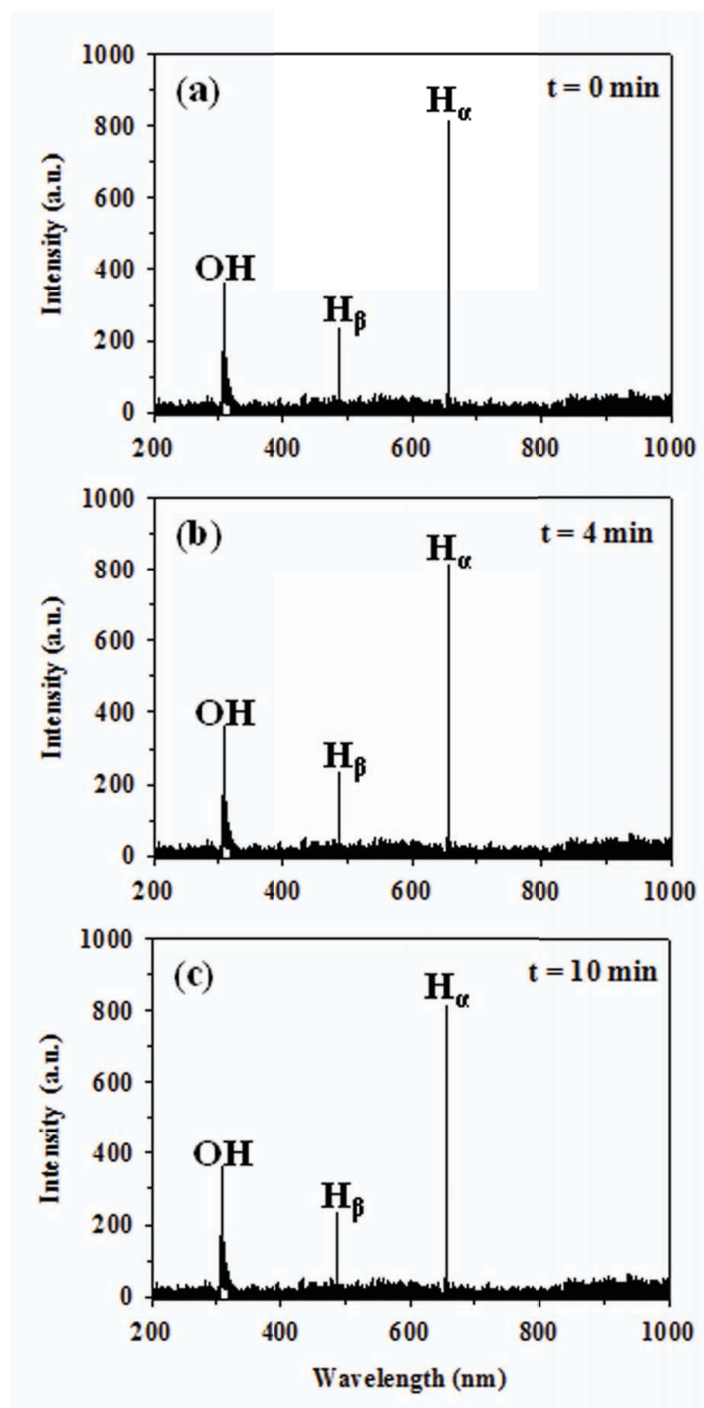 (a)
t = 0 min
Hα
OH
Hβ
Intensity (a.u.)
1000
800
600
400
200
0
200 400 600 800 1000
(b)
t = 4 min
Hα
OH
Hβ
Intensity (a.u.)
1000
800
600
400
200
0
200 400 600 800 1000
(c)
t = 10 min
Hα
OH
Hβ
Intensity (a.u.)
1000
800
600
400
200
0
200 400 600 800 1000
Wavelength (nm)